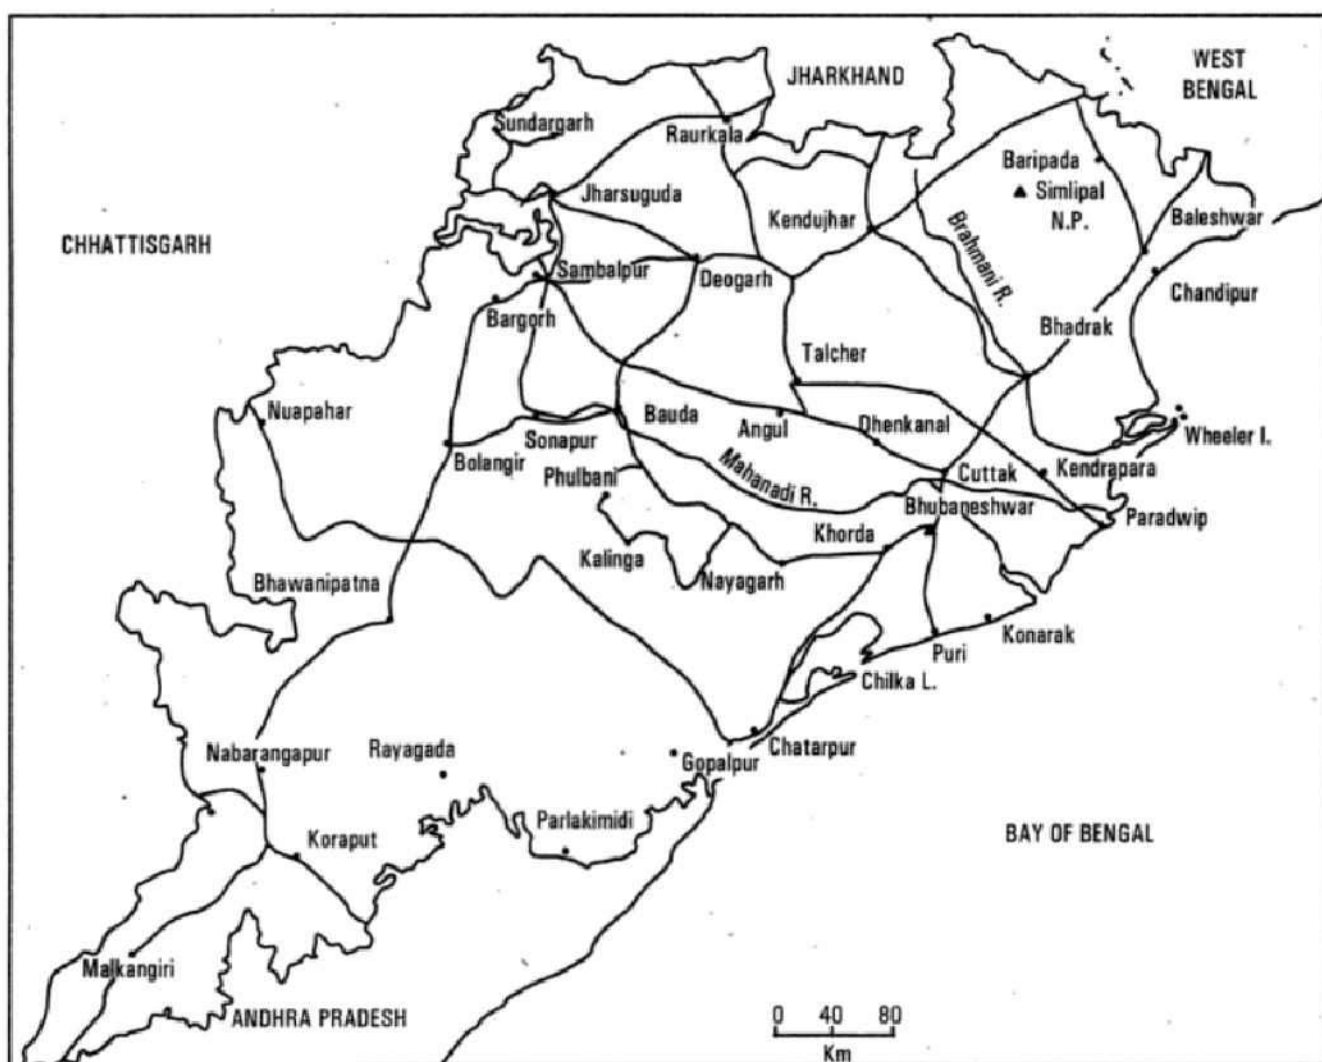 JHARKHAND
WEST
BENGAL
Sundargarh
Raurkala
Baripada
Simlipal
N.P.
Jharsuguda
Kendujhar
Brahmani R.
Baleshwar
CHHATTISGARH
Sambalpur
Deogarh
Chandipur
Bargorh
Bhadrak
Talcher
Nuapahar
Bauda
Angul
Dhenkanal
Wheeler I.
Sonapur
Bolangir
Phulbani
Mahanadi R.
Cuttak
Kendrapara
Bhubaneshwar
Paradwip
Khorda
Kalinga
Nayagarh
Bhawanipatna
Konarak
Puri
Chilka L.
Nabarangapur
Rayagada
Chatarpur
Gopalpur
Parlakimidi
Koraput
BAY OF BENGAL
Malkangiri
ANDHRA PRADESH
0 40 80
Km